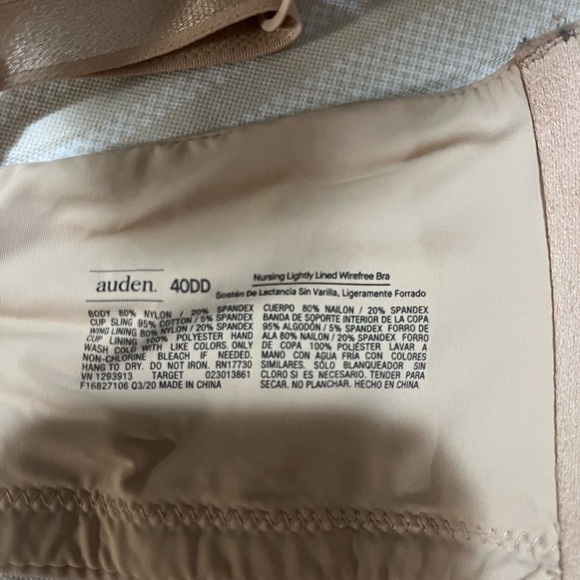 auden. 40DD
Nursing Lightly Lined Wirefree Bra
Sostén De Lactancia Sin Varilla, Ligeramente Forrado
BODY 80% NYLON / 20% SPANDEX
CUP SLING 95% COTTON / 5% SPANDEX
WING LINING 80% NYLON / 20% SPANDEX
CUP LINING 100% POLYESTER HAND
WASH COLD WITH LIKE COLORS. ONLY
NON-CHLORINE BLEACH IF NEEDED.
HANG TO DRY. DO NOT IRON. RN17730
VN 1293913 TARGET 023013861
F16827106 03/20 MADE IN CHINA
CUERPO 80% NAILON / 20% SPANDEX
BANDA DE SOPORTE INTERIOR DE LA COPA
95% ALGODÓN / 5% SPANDEX FORRO DE
ALA 80% NAILON / 20% SPANDEX FORRO
DE COPA 100% POLIÉSTER LAVAR A
MANO CON AGUA FRÍA CON COLORES
SIMILARES. SÓLO BLANQUEADOR SIN
CLORO SI ES NECESARIO. TENDER PARA
SECAR. NO PLANCHAR. HECHO EN CHINA